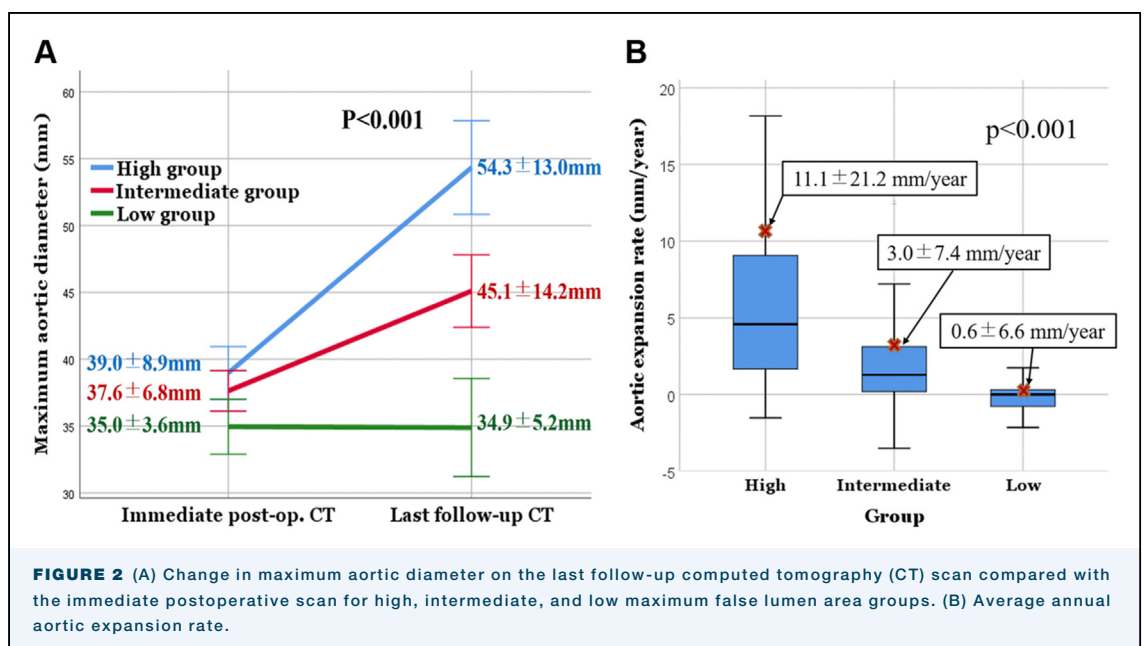 A
Maximum aortic diameter (mm)
60
55
50
45
40
35
30
P<0.001
High group
Intermediate group
Low group
54.3±13.0mm
45.1±14.2mm
39.0±8.9mm
37.6±6.8mm
35.0±3.6mm
34.9±5.2mm
Immediate post-op. CT
Last follow-up CT
B
Aortic expansion rate (mm/year)
20
15
10
5
0
-5
p<0.001
11.1±21.2 mm/year
3.0±7.4 mm/year
0.6±6.6 mm/year
High
Intermediate
Low
Group
FIGURE 2 (A) Change in maximum aortic diameter on the last follow-up computed tomography (CT) scan compared with
the immediate postoperative scan for high, intermediate, and low maximum false lumen area groups. (B) Average annual
aortic expansion rate.